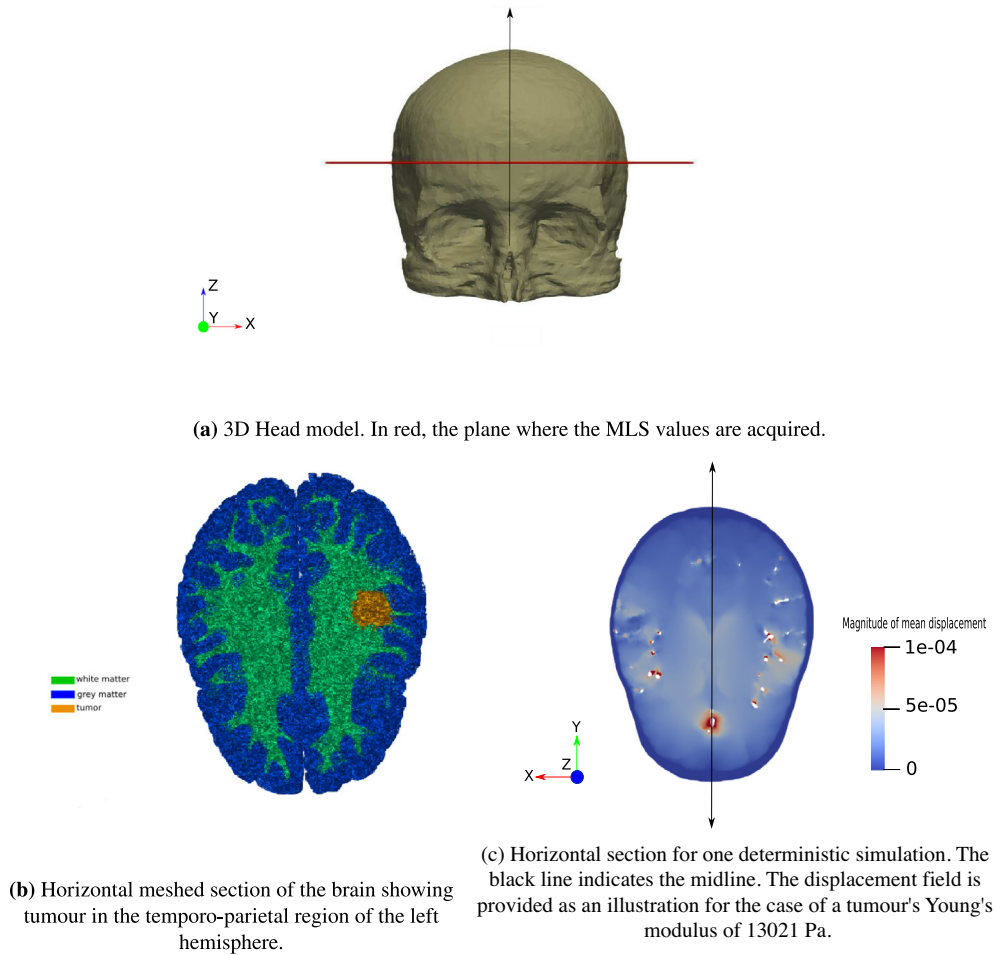 Z
Y
X
(a) 3D Head model. In red, the plane where the MLS values are acquired.
white matter
grey matter
tumor
Magnitude of mean displacement
1e-04
5e-05
0
Y
Z
X
(b) Horizontal meshed section of the brain showing
tumour in the temporo-parietal region of the left
hemisphere.
(c) Horizontal section for one deterministic simulation. The
black line indicates the midline. The displacement field is
provided as an illustration for the case of a tumour's Young's
modulus of 13021 Pa.